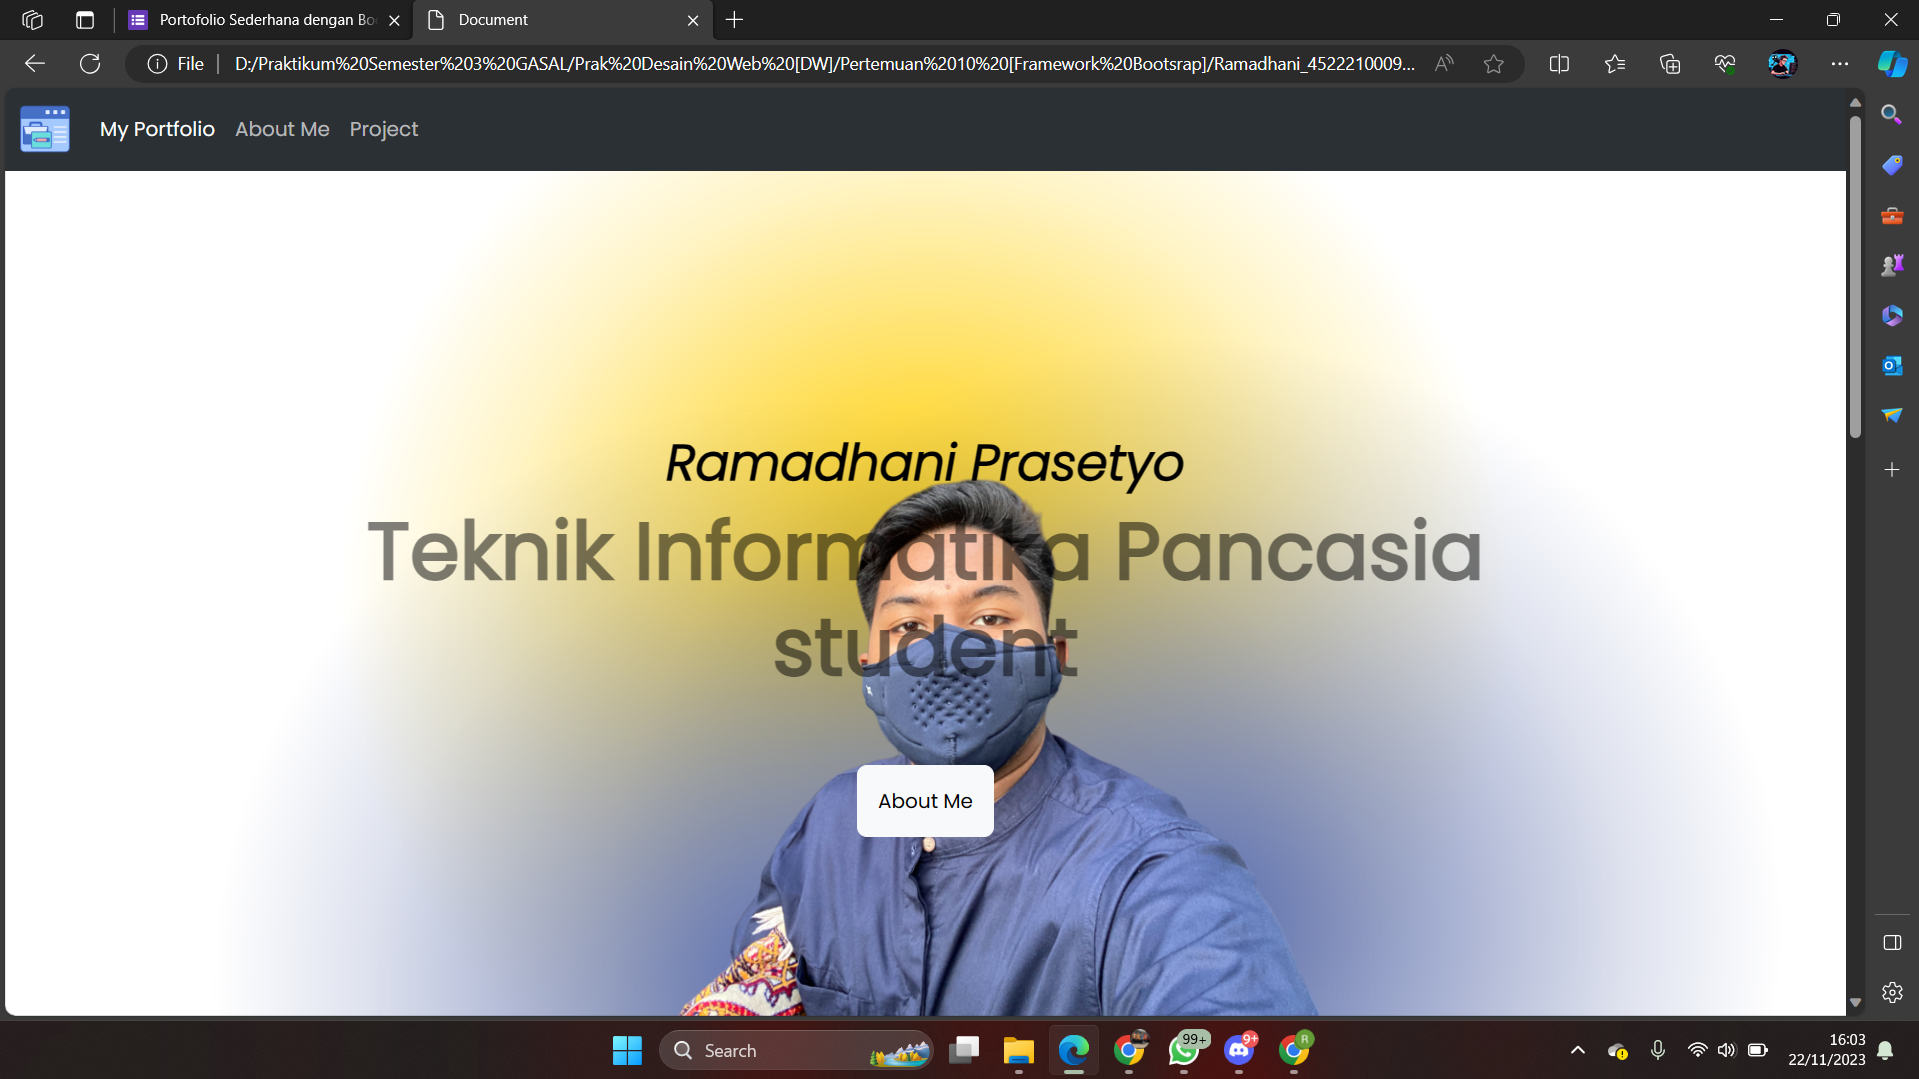 Portofolio Sederhana dengan Bo
Document
File
D:/Praktikum%20Semester%203%20GASAL/Prak%20Desain%20Web%20[DW]/Pertemuan%2010%20[Framework%20Bootsrap]/Ramadhani_4522210009...
My Portfolio About Me Project
Ramadhani Prasetyo
Teknik Informatika Pancasia
student
About Me
Search
99+
9+
R
16:03
22/11/2023